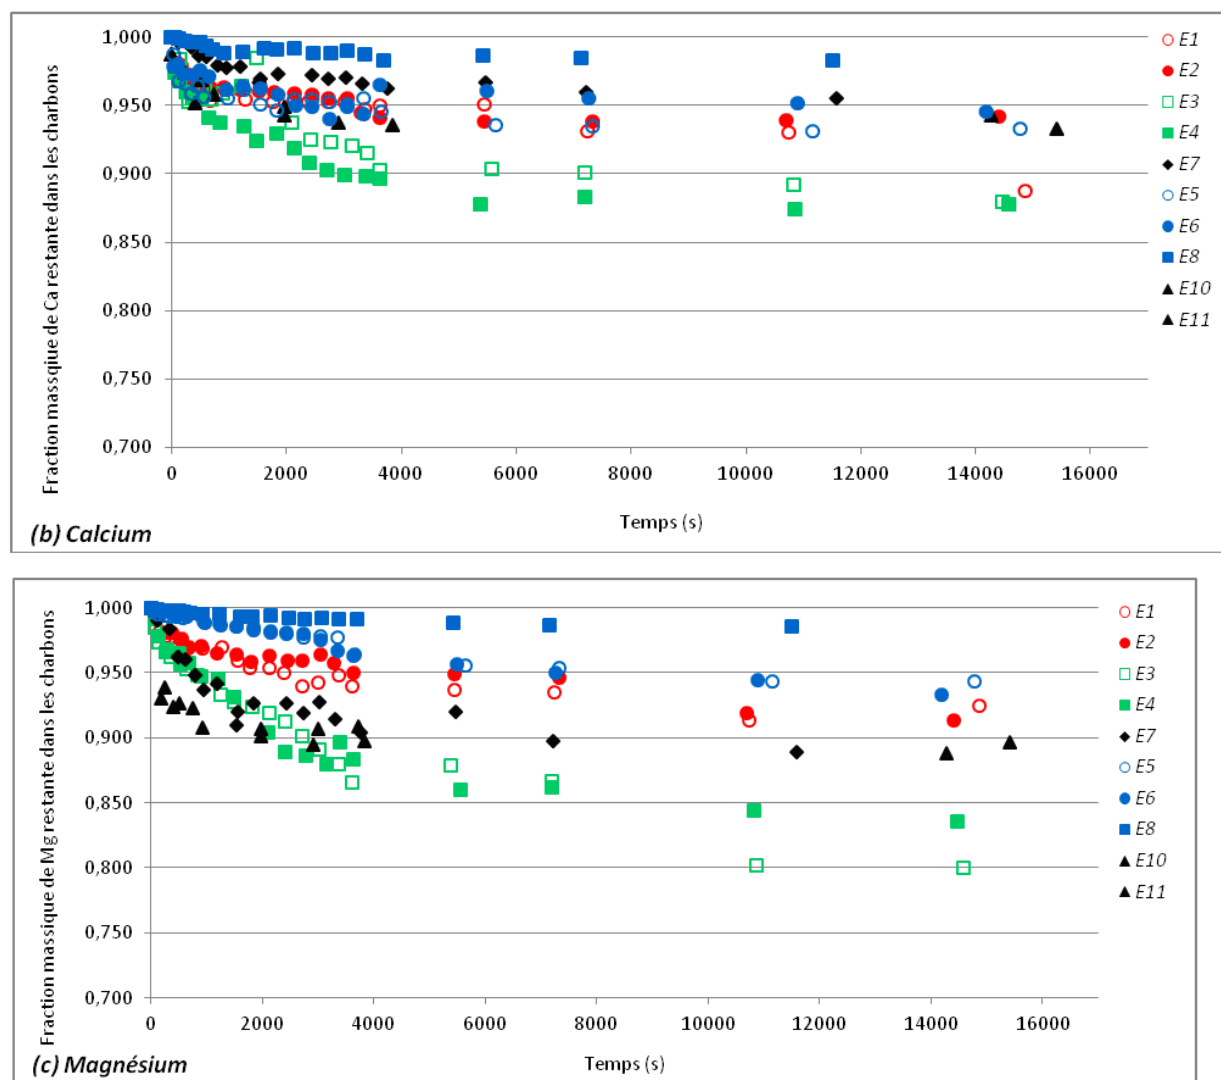 Fraction massqiue de Ca restante dans les charbons
1,000
0,950
0,900
0,850
0,800
0,750
0,700
0
2000
4000
6000
8000
10000
12000
14000
16000
Temps (s)
E1
E2
E3
E4
E7
E5
E6
E8
E10
E11
(b) Calcium
Fraction massique de Mg restante dans les charbons
1,000
0,950
0,900
0,850
0,800
0,750
0,700
0
2000
4000
6000
8000
10000
12000
14000
16000
Temps (s)
E1
E2
E3
E4
E7
E5
E6
E8
E10
E11
(c) Magnésium